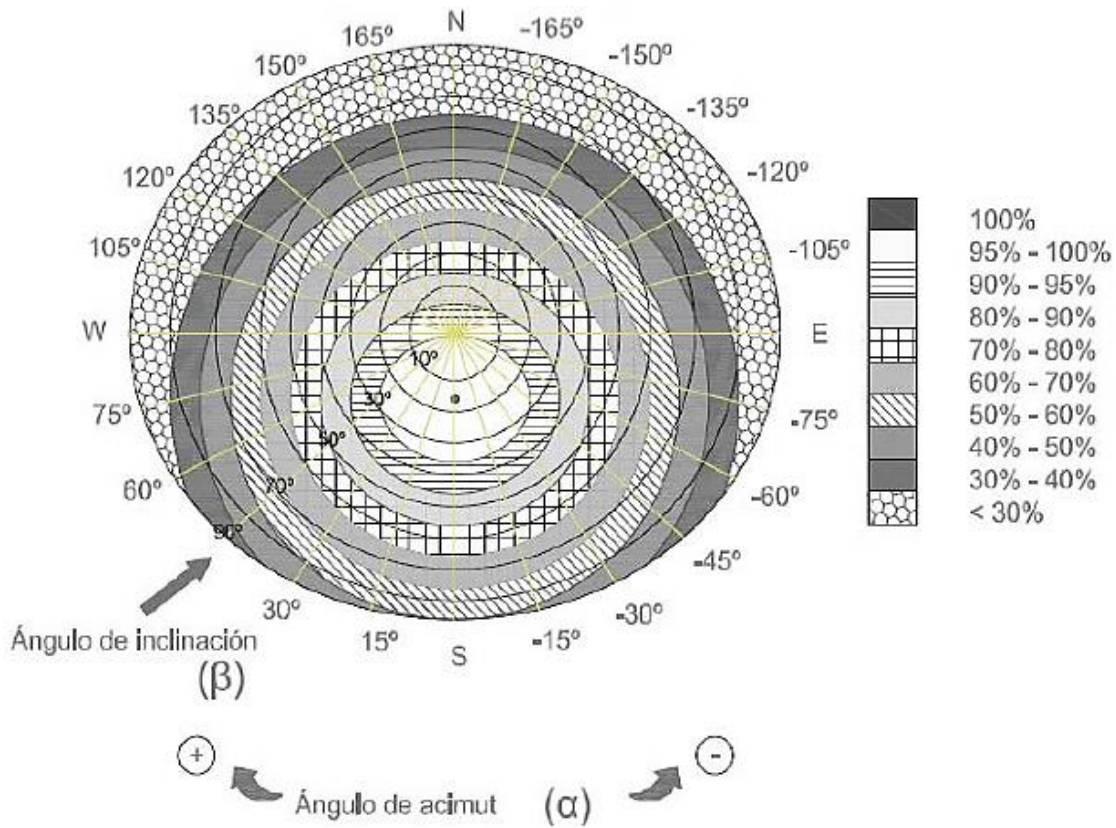 N
165º
-165º
150º
-150º
135º
-135º
120º
-120º
105º
-105º
W
E
10º
30º
50º
70º
90º
75º
-75º
60º
-60º
-45º
30º
-30º
15º
-15º
S
100%
95% - 100%
90% - 95%
80% - 90%
70% - 80%
60% - 70%
50% - 60%
40% - 50%
30% - 40%
< 30%
Ángulo de inclinación
(β)
+
-
Ángulo de acimut (α)